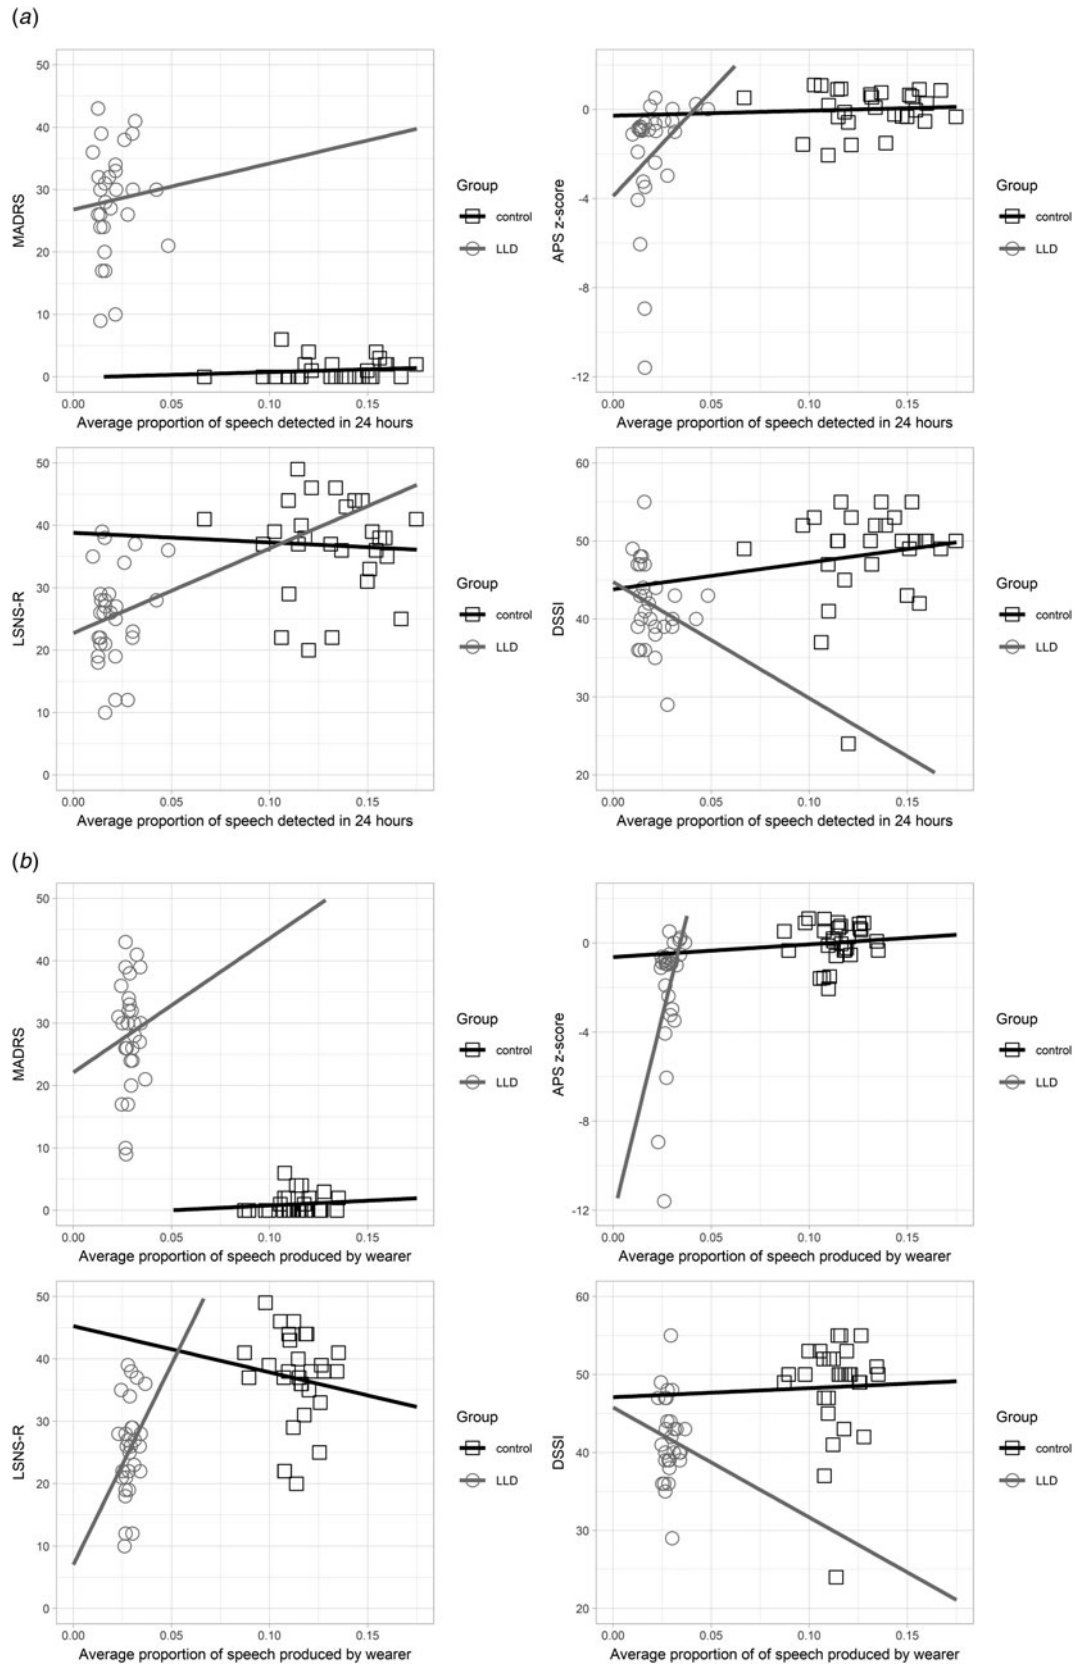 (a)
MADRS
50
40
30
20
10
0
0.00 0.05 0.10 0.15
Average proportion of speech detected in 24 hours
Group
control
LLD
APS z-score
0
-4
-8
-12
0.00 0.05 0.10 0.15
Average proportion of speech detected in 24 hours
Group
control
LLD
LSNS-R
50
40
30
20
10
0
0.00 0.05 0.10 0.15
Average proportion of speech detected in 24 hours
Group
control
LLD
DSSI
60
50
40
30
20
0.00 0.05 0.10 0.15
Average proportion of speech detected in 24 hours
Group
control
LLD
(b)
MADRS
50
40
30
20
10
0
0.00 0.05 0.10 0.15
Average proportion of speech produced by wearer
Group
control
LLD
APS z-score
0
-4
-8
-12
0.00 0.05 0.10 0.15
Average proportion of speech produced by wearer
Group
control
LLD
LSNS-R
50
40
30
20
10
0
0.00 0.05 0.10 0.15
Average proportion of speech produced by wearer
Group
control
LLD
DSSI
60
50
40
30
20
0.00 0.05 0.10 0.15
Average proportion of of speech produced by wearer
Group
control
LLD